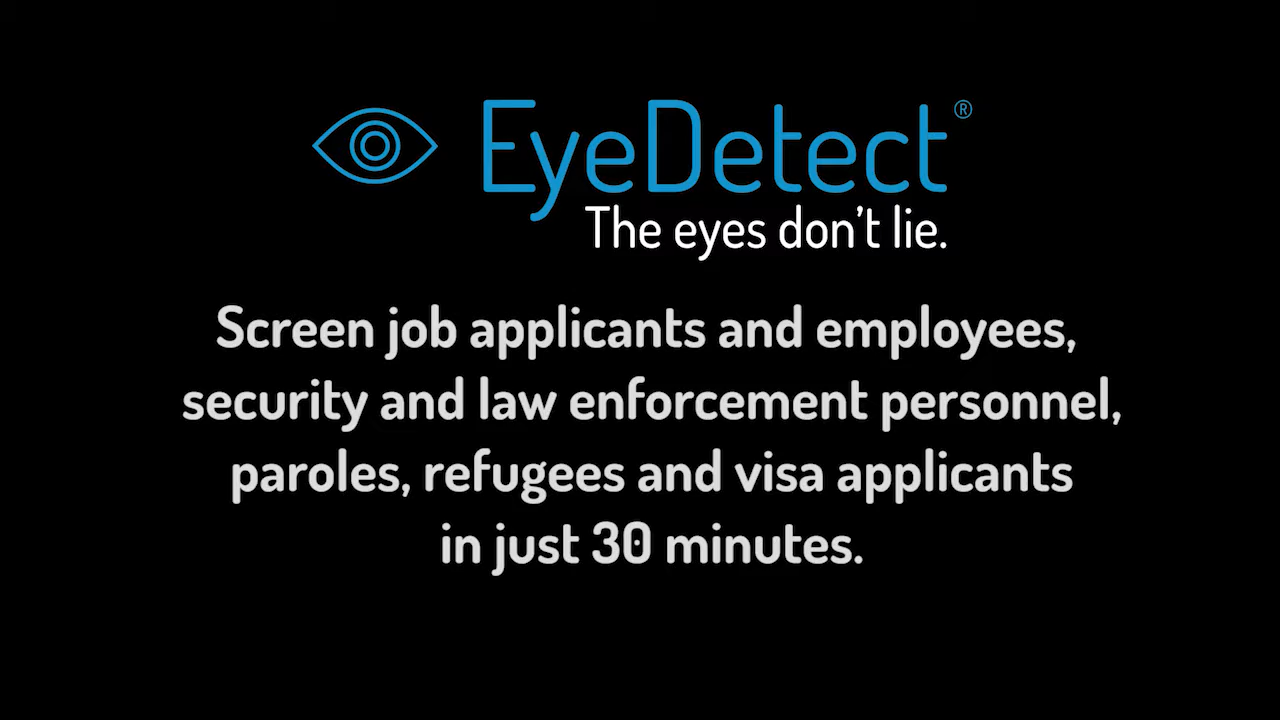 EyeDetect®
The eyes don't lie.
Screen job applicants and employees,
security and law enforcement personnel,
paroles, refugees and visa applicants
in just 30 minutes.